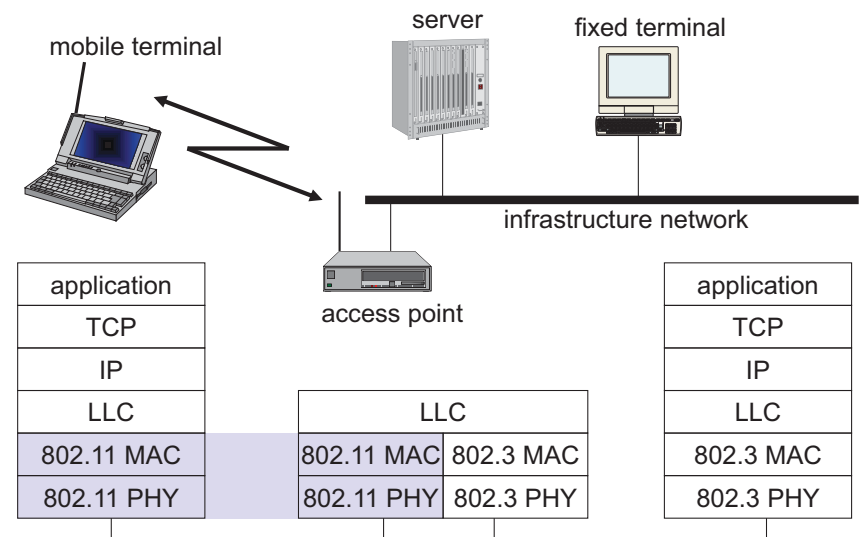 server
fixed terminal
mobile terminal
infrastructure network
access point
application
TCP
IP
LLC
802.11 MAC
802.11 PHY
LLC
802.11 MAC
802.3 MAC
802.11 PHY
802.3 PHY
application
TCP
IP
LLC
802.3 MAC
802.3 PHY